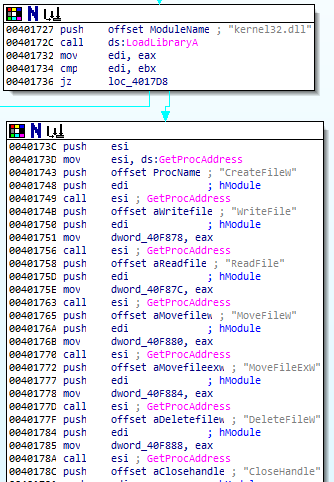 00401727 push offset ModuleName ; "kernel32.dll"
0040172C call ds:LoadLibraryA
00401732 mov edi, eax
00401734 cmp edi, ebx
00401736 jz loc_4017D8
0040173C push esi
0040173D mov esi, ds:GetProcAddress
00401743 push offset ProcName ; "CreateFileW"
00401748 push edi ; hModule
00401749 call esi ; GetProcAddress
0040174B push offset aWritefile ; "WriteFile"
00401750 push edi ; hModule
00401751 mov dword_40F878, eax
00401756 call esi ; GetProcAddress
00401758 push offset aReadfile ; "ReadFile"
0040175D push edi ; hModule
0040175E mov dword_40F87C, eax
00401763 call esi ; GetProcAddress
00401765 push offset aMovefilew ; "MoveFileW"
0040176A push edi ; hModule
0040176B mov dword_40F880, eax
00401770 call esi ; GetProcAddress
00401772 push offset aMovefileexw ; "MoveFileExW"
00401777 push edi ; hModule
00401778 mov dword_40F884, eax
0040177D call esi ; GetProcAddress
0040177F push offset aDeletefilew ; "DeleteFileW"
00401784 push edi ; hModule
00401785 mov dword_40F888, eax
0040178A call esi ; GetProcAddress
0040178C push offset aClosehandle ; "CloseHandle"